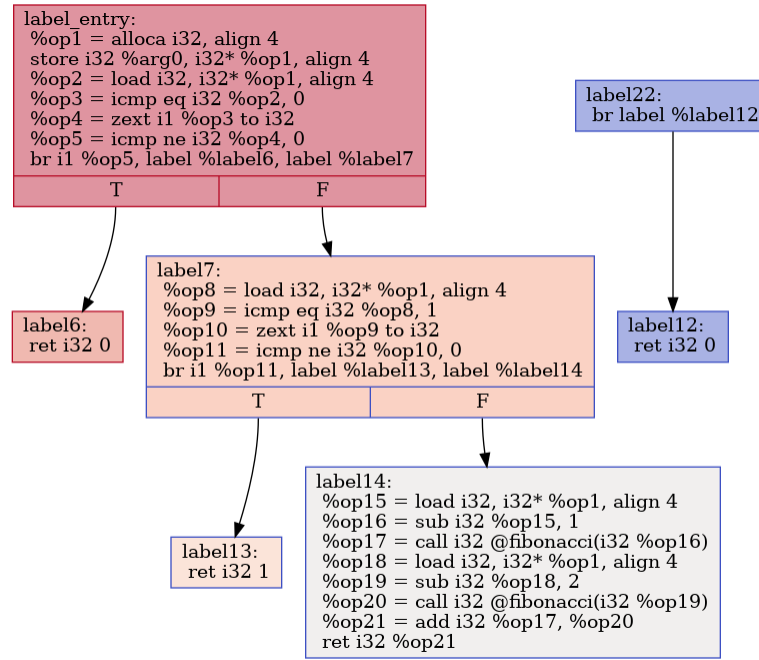 label_entry:
%op1 = alloca i32, align 4
store i32 %arg0, i32* %op1, align 4
%op2 = load i32, i32* %op1, align 4
%op3 = icmp eq i32 %op2, 0
%op4 = zext i1 %op3 to i32
%op5 = icmp ne i32 %op4, 0
br i1 %op5, label %label6, label %label7
T
F
label22:
br label %label12
label7:
%op8 = load i32, i32* %op1, align 4
%op9 = icmp eq i32 %op8, 1
%op10 = zext i1 %op9 to i32
%op11 = icmp ne i32 %op10, 0
br i1 %op11, label %label13, label %label14
T
F
label6:
ret i32 0
label12:
ret i32 0
label14:
%op15 = load i32, i32* %op1, align 4
%op16 = sub i32 %op15, 1
%op17 = call i32 @fibonacci(i32 %op16)
%op18 = load i32, i32* %op1, align 4
%op19 = sub i32 %op18, 2
%op20 = call i32 @fibonacci(i32 %op19)
%op21 = add i32 %op17, %op20
ret i32 %op21
label13:
ret i32 1